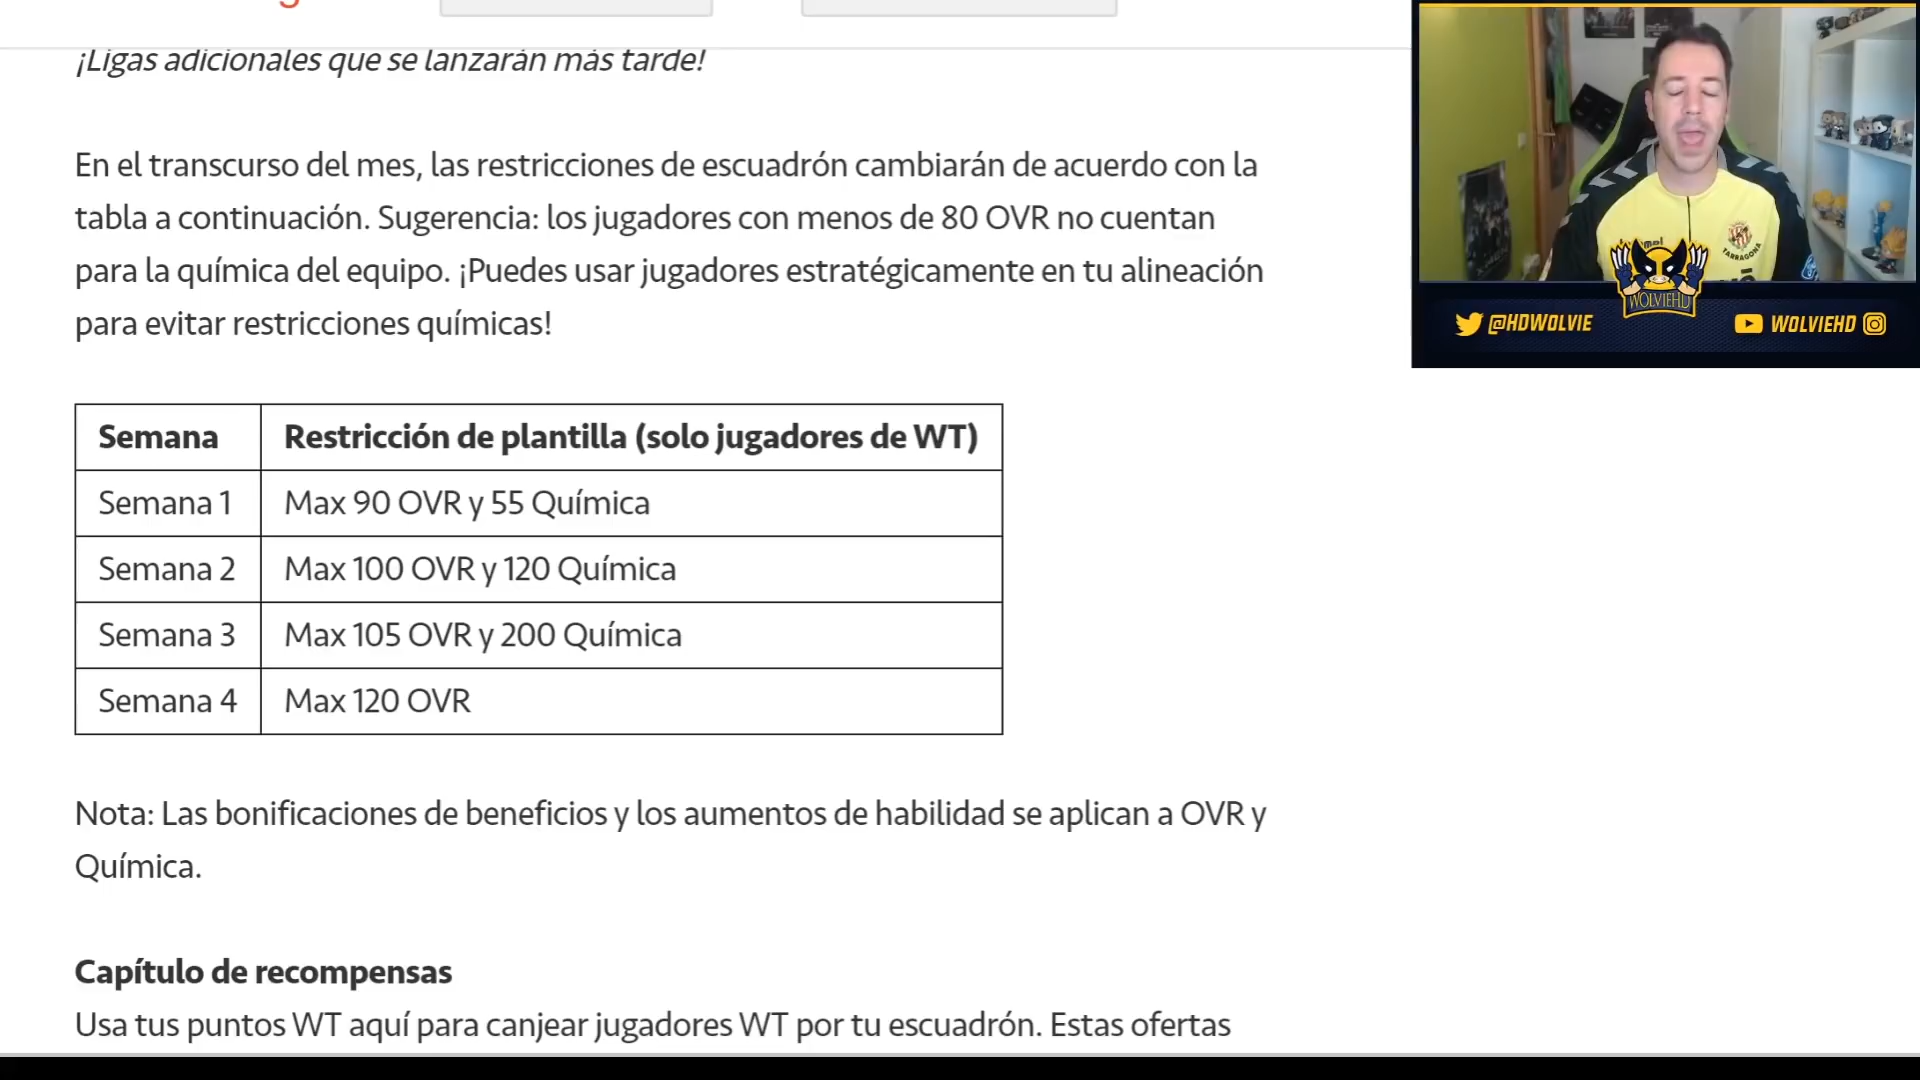 ¡Ligas adicionales que se lanzarán más tarde!
En el transcurso del mes, las restricciones de escuadrón cambiarán de acuerdo con la
tabla a continuación. Sugerencia: los jugadores con menos de 80 OVR no cuentan
para la química del equipo. ¡Puedes usar jugadores estratégicamente en tu alineación
para evitar restricciones químicas!
Semana Restricción de plantilla (solo jugadores de WT)
Semana 1 Max 90 OVR y 55 Química
Semana 2 Max 100 OVR y 120 Química
Semana 3 Max 105 OVR y 200 Química
Semana 4 Max 120 OVR
Nota: Las bonificaciones de beneficios y los aumentos de habilidad se aplican a OVR y
Química.
Capítulo de recompensas
Usa tus puntos WT aquí para canjear jugadores WT por tu escuadrón. Estas ofertas
TARRAGONA
WOLVIEHD
@HDWOLVIE
WOLVIEHD